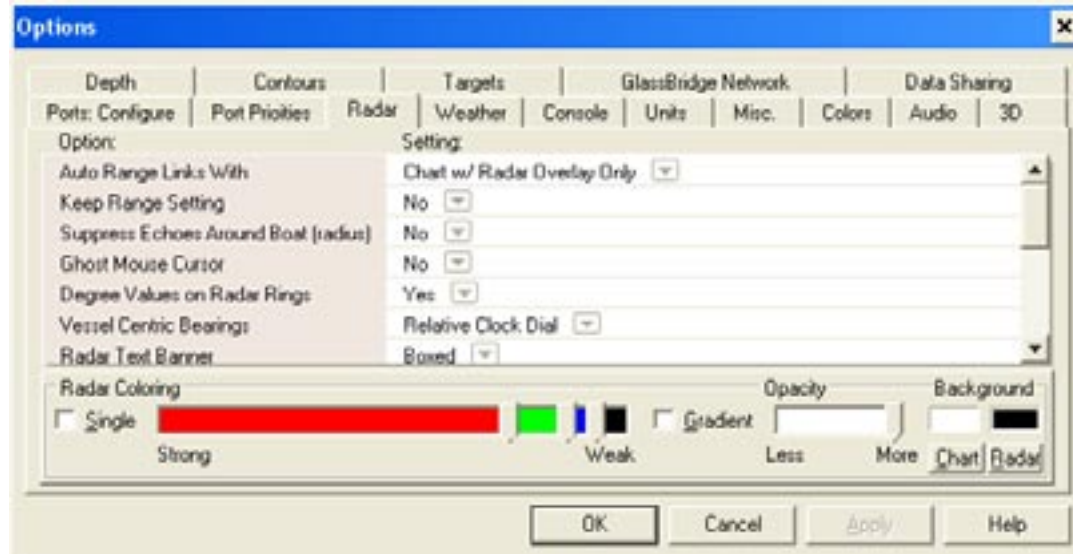 Options
Depth Contours Targets GlassBridge Network Data Sharing
Ports: Configure Port Priorities Radar Weather Console Units Misc. Colors Audio 3D
Option: Setting:
Auto Range Links With Chart w/ Radar Overlay Only
Keep Range Setting No
Suppress Echoes Around Boat (radius) No
Ghost Mouse Cursor No
Degree Values on Radar Rings Yes
Vessel Centric Bearings Relative Clock Dial
Radar Text Banner Boxed
Radar Coloring Opacity Background
Single Gradient
Strong Weak Less More Chart Radar
OK Cancel Apply Help